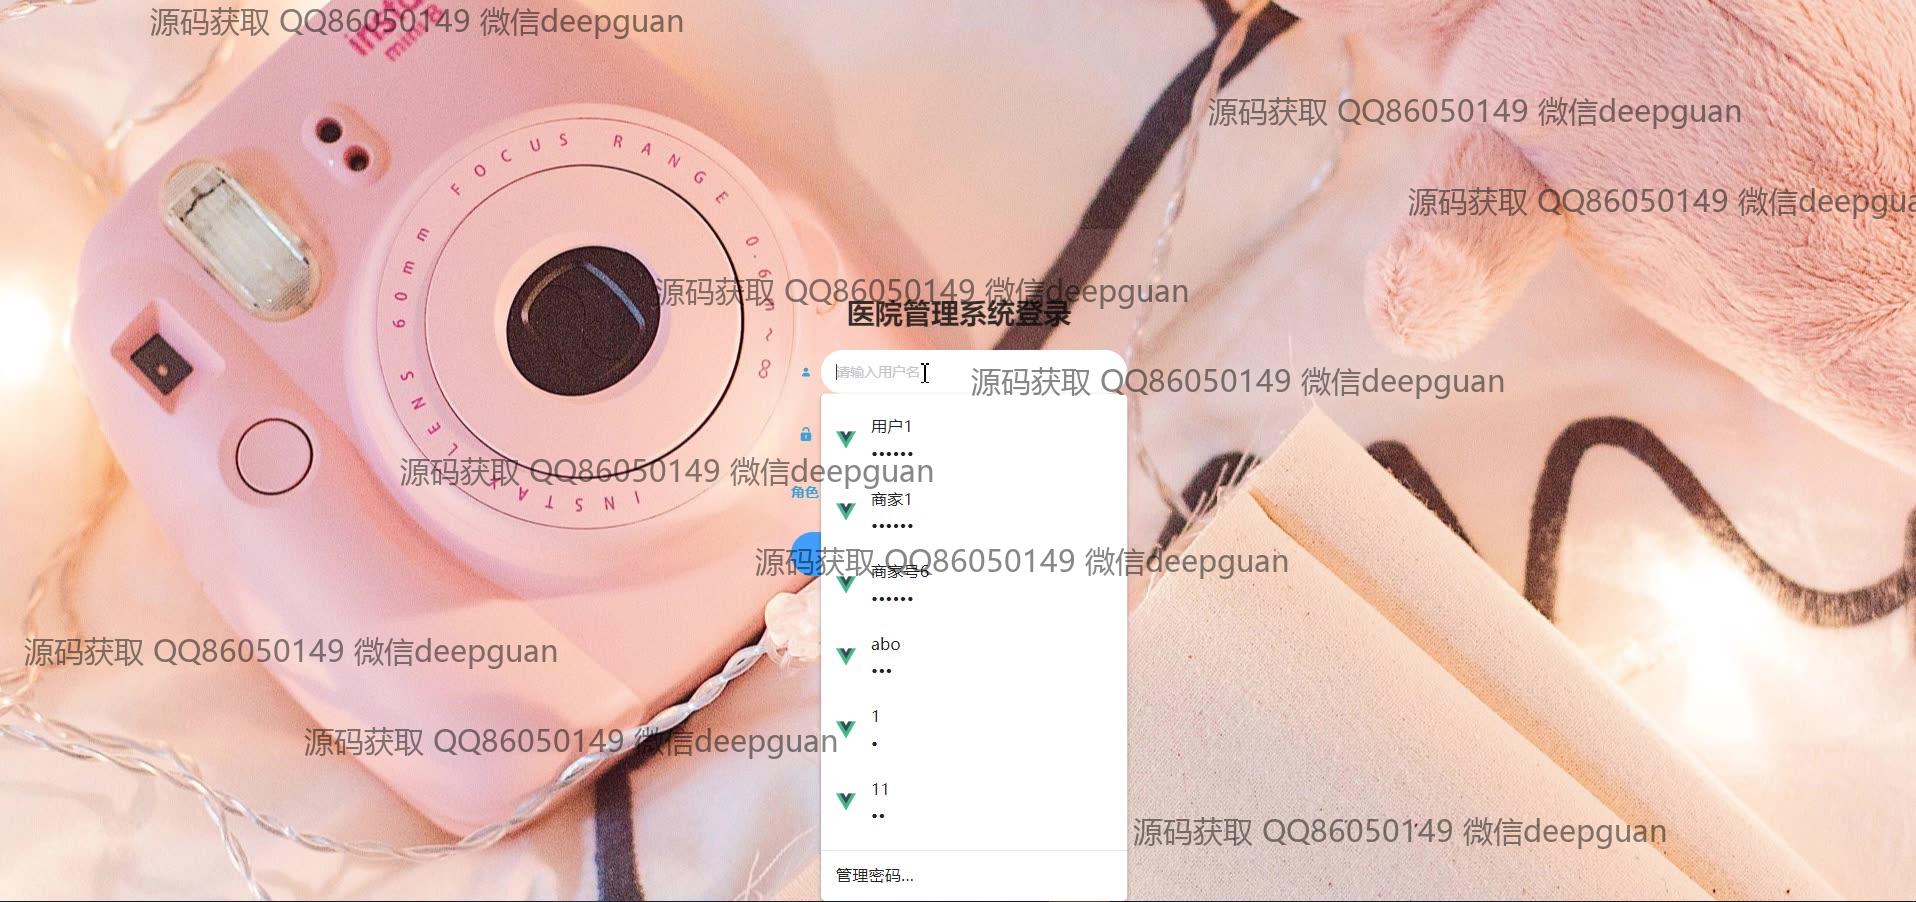 源码获取 QQ86050149 微信deepguan
insta
mini 8
源码获取 QQ86050149 微信deepguan
FOCUS RANGE 0.6m~∞
源码获取 QQ86050149 微信deepgua
源码获取 QQ86050149 微信deepguan
医院管理系统登录
INSTAX LENS 60mm
请输入用户名
源码获取 QQ86050149 微信deepguan
用户1
••••••
源码获取 QQ86050149 微信deepguan
角色
商家1
••••••
源码获取 QQ86050149 微信deepguan
商家号6
••••••
源码获取 QQ86050149 微信deepguan
abo
•••
1
•
源码获取 QQ86050149 微信deepguan
11
••
源码获取 QQ86050149 微信deepguan
管理密码...